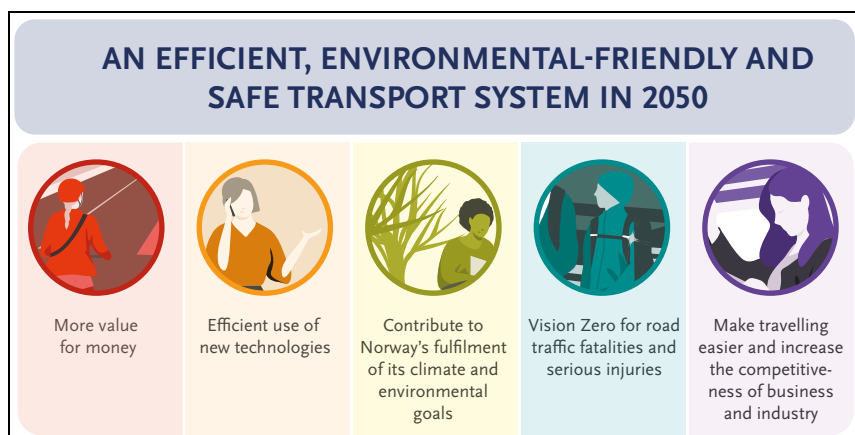 AN EFFICIENT, ENVIRONMENTAL-FRIENDLY AND
SAFE TRANSPORT SYSTEM IN 2050
More value
for money
Efficient use of
new technologies
Contribute to
Norway's fulfilment
of its climate and
environmental
goals
Vision Zero for road
traffic fatalities and
serious injuries
Make travelling
easier and increase
the competitive-
ness of business
and industry